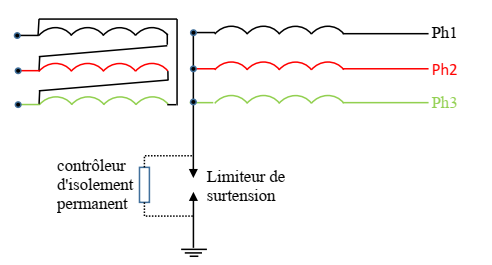 Ph1
Ph2
Ph3
contrôleur
d'isolement
permanent
Limiteur de
surtension